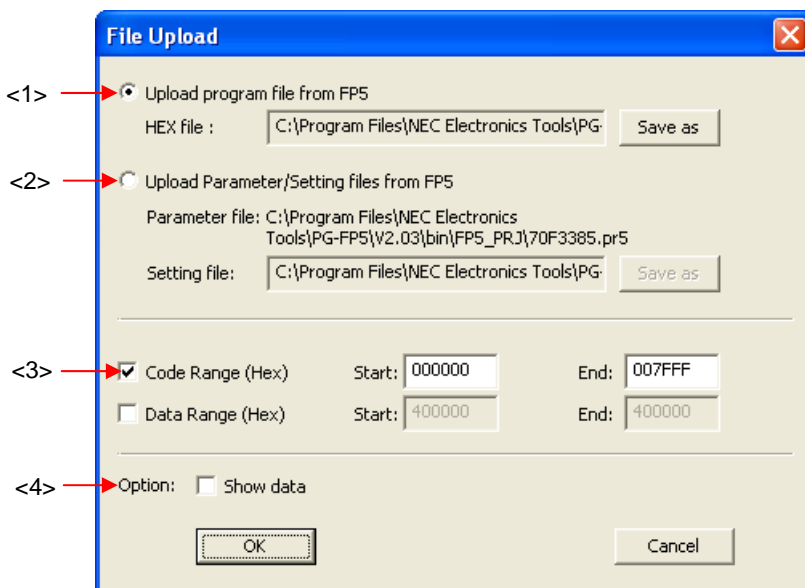 File Upload
<1> Upload program file from FP5
HEX file : C:\Program Files\NEC Electronics Tools\PG- Save as
<2> Upload Parameter/Setting files from FP5
Parameter file: C:\Program Files\NEC Electronics
Tools\PG-FP5\V2.03\bin\FP5_PRJ\70F3385.pr5
Setting file: C:\Program Files\NEC Electronics Tools\PG- Save as
<3> Code Range (Hex) Start: 000000 End: 007FFF
Data Range (Hex) Start: 400000 End: 400000
<4> Option: Show data
OK Cancel